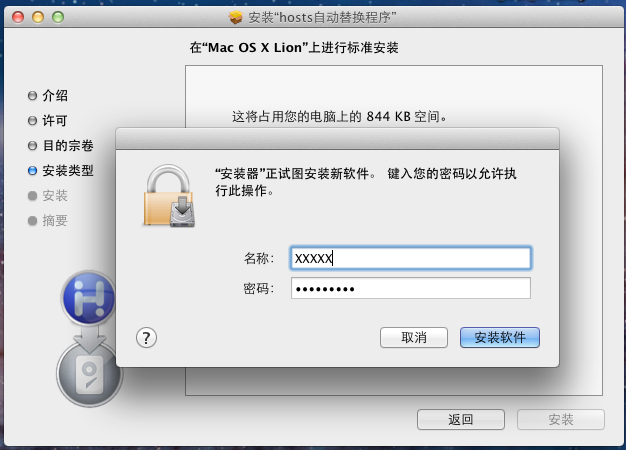 安装“hosts自动替换程序”
在“Mac OS X Lion”上进行标准安装
介绍
许可
目的宗卷
安装类型
安装
摘要
这将占用您的电脑上的 844 KB 空间。
“安装器”正试图安装新软件。 键入您的密码以允许执
行此操作。
名称： XXXXX
密码： •••••••••
?
取消
安装软件
返回
安装